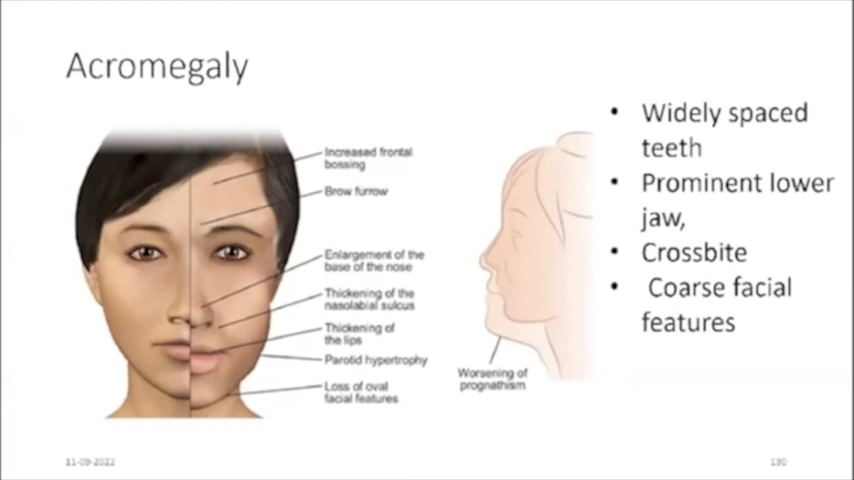 Acromegaly
Increased frontal
bossing
Brow furrow
Enlargement of the
base of the nose
Thickening of the
nasolabial sulcus
Thickening of
the lips
Parotid hypertrophy
Loss of oval
facial features
Worsening of
prognathism
• Widely spaced
teeth
• Prominent lower
jaw,
• Crossbite
• Coarse facial
features
11-09-2022
130